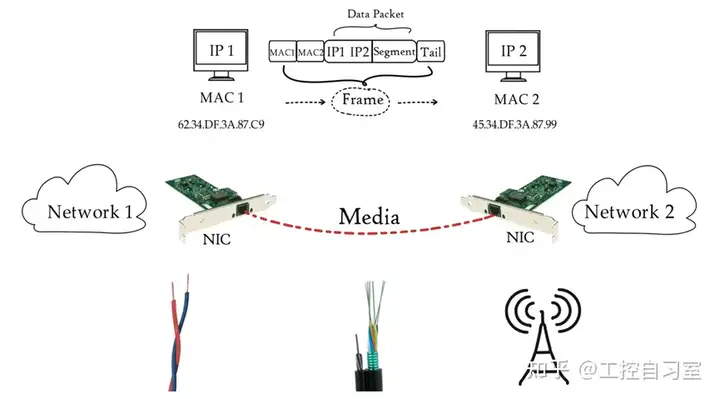 Data Packet
IP 1
MAC1 MAC2 IP1 IP2 Segment Tail
IP 2
MAC 1
Frame
MAC 2
62.34.DF.3A.87.C9
45.34.DF.3A.87.99
Network 1
Media
Network 2
NIC
NIC
知乎 @工控自习室